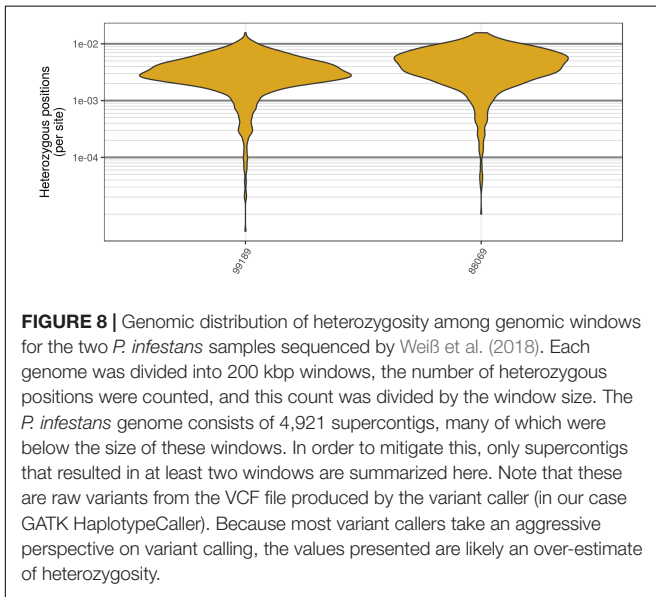 Heterozygous positions
(per site)
1e-02
1e-03
1e-04
99189
88069
FIGURE 8 | Genomic distribution of heterozygosity among genomic windows
for the two P. infestans samples sequenced by Weiß et al. (2018). Each
genome was divided into 200 kbp windows, the number of heterozygous
positions were counted, and this count was divided by the window size. The
P. infestans genome consists of 4,921 supercontigs, many of which were
below the size of these windows. In order to mitigate this, only supercontigs
that resulted in at least two windows are summarized here. Note that these
are raw variants from the VCF file produced by the variant caller (in our case
GATK HaplotypeCaller). Because most variant callers take an aggressive
perspective on variant calling, the values presented are likely an over-estimate
of heterozygosity.